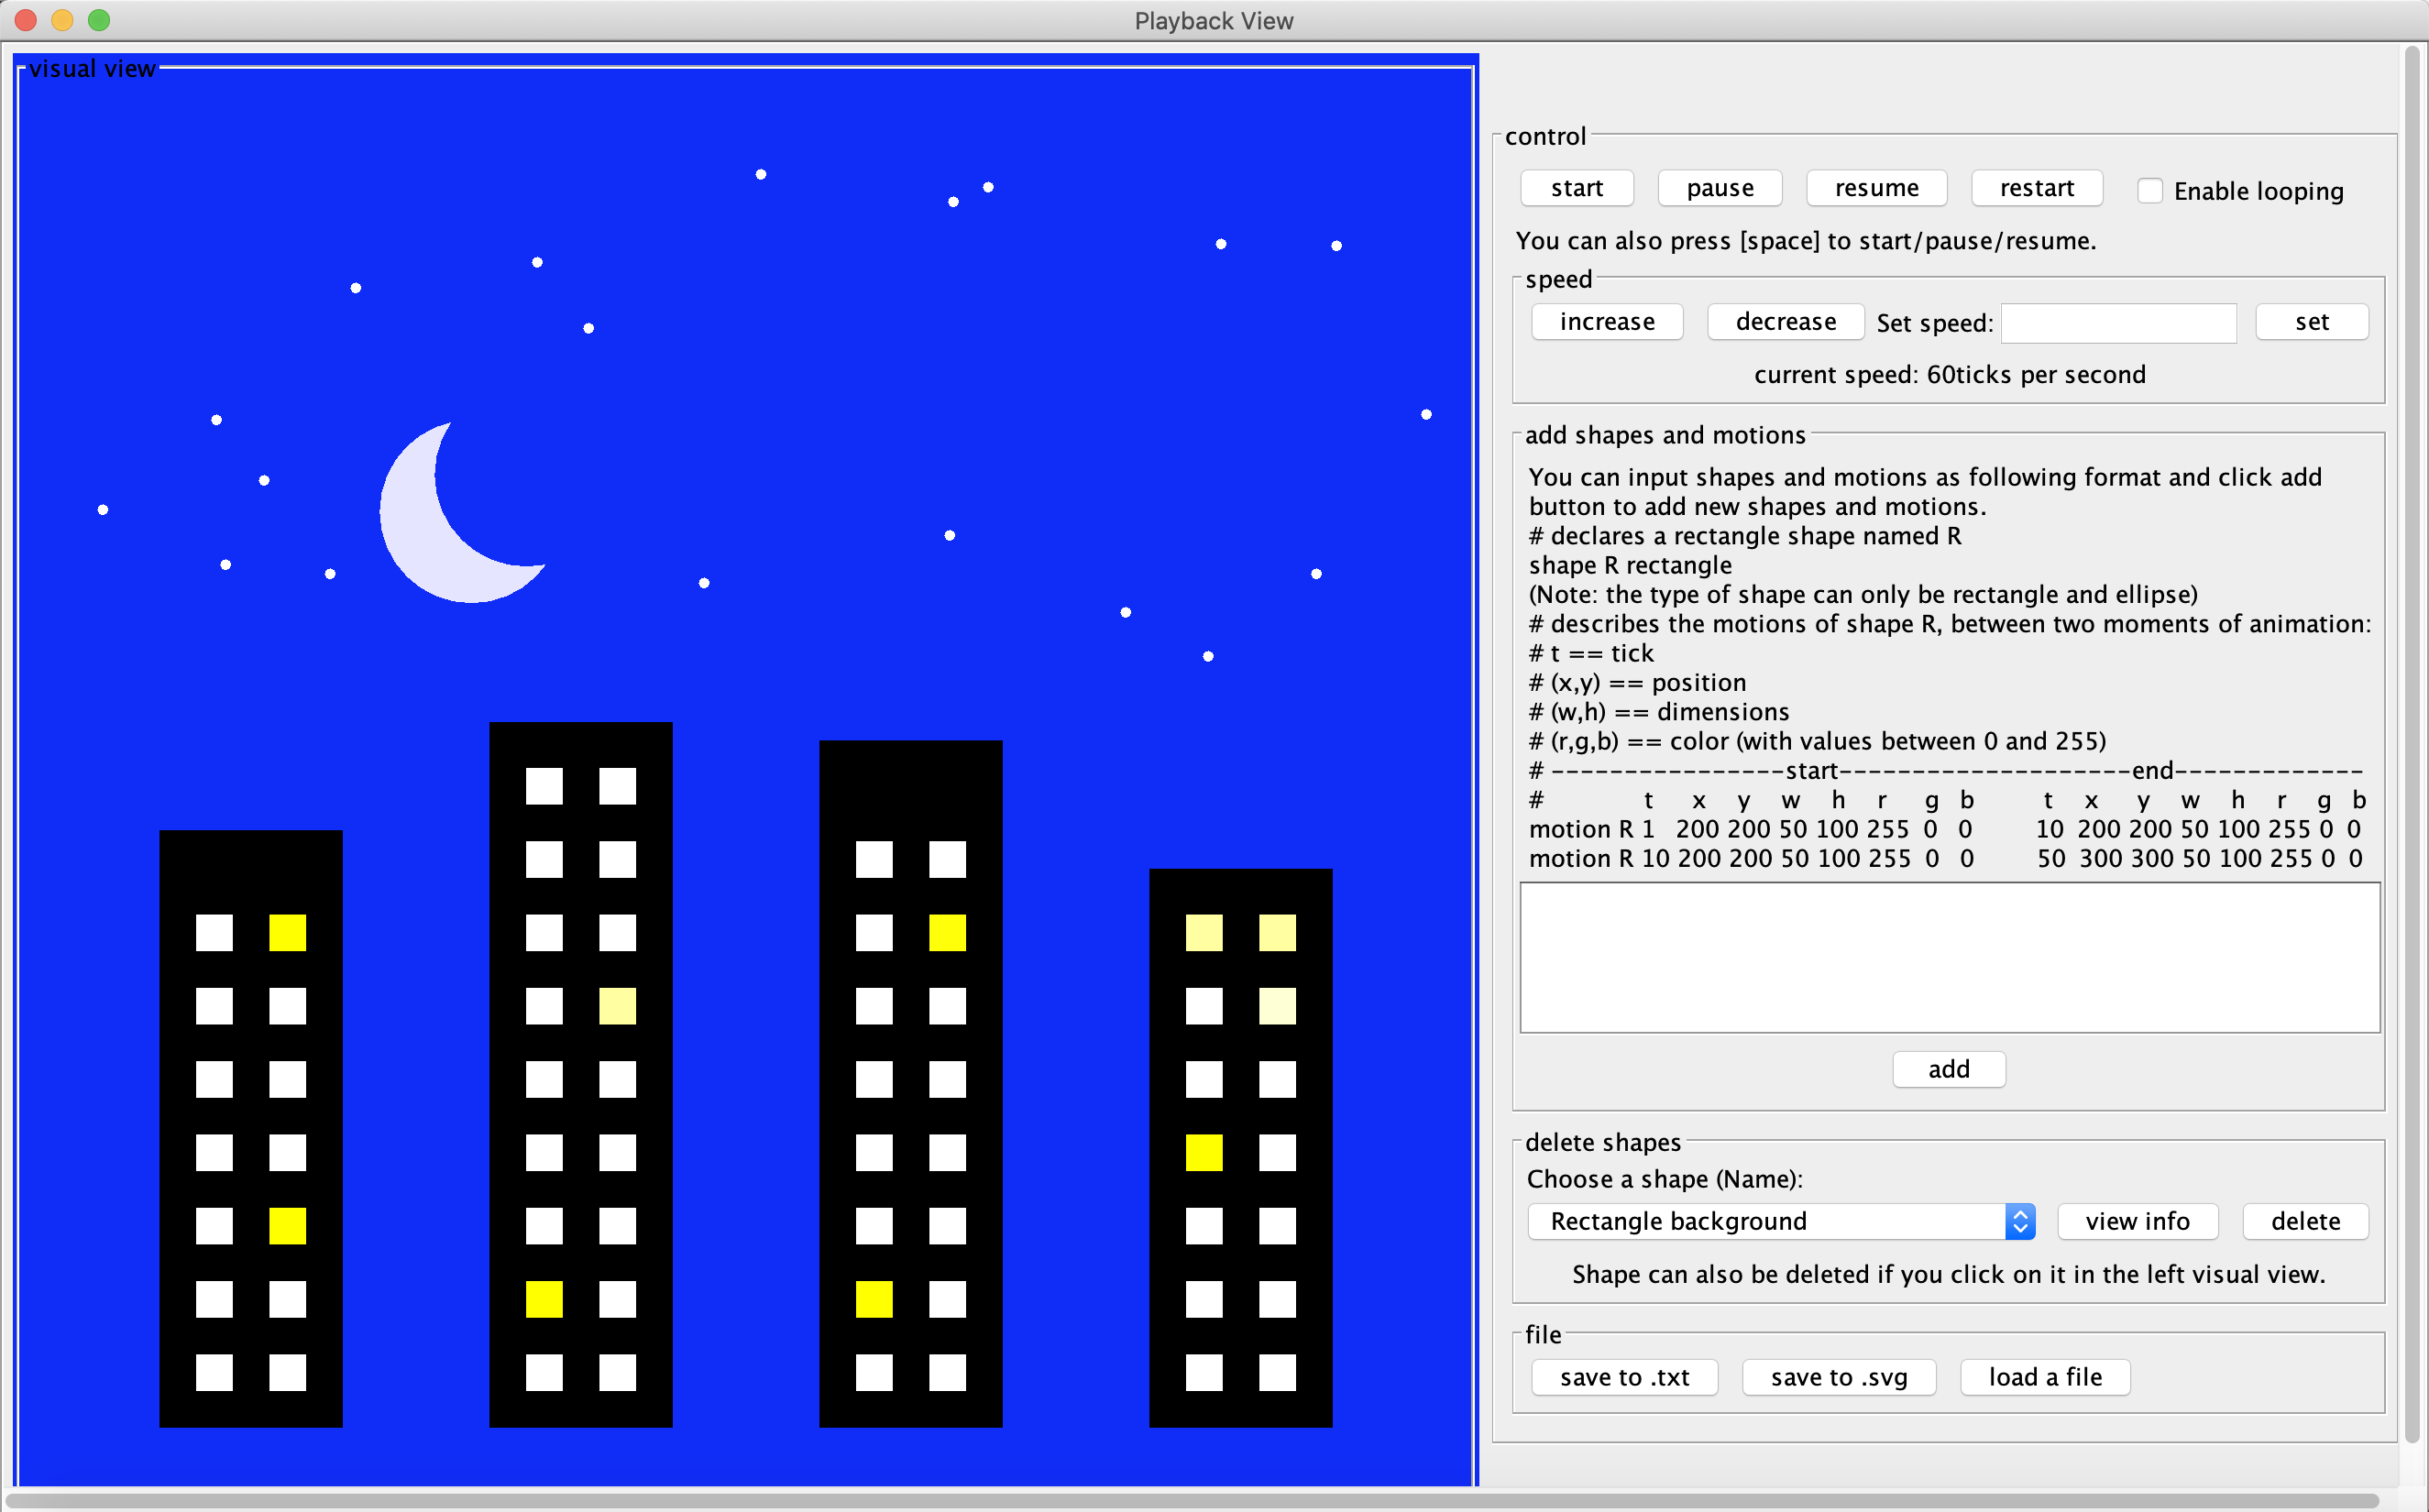 Playback View
visual view
control
start pause resume restart Enable looping
You can also press [space] to start/pause/resume.
speed
increase decrease Set speed: set
current speed: 60ticks per second
add shapes and motions
You can input shapes and motions as following format and click add
button to add new shapes and motions.
# declares a rectangle shape named R
shape R rectangle
(Note: the type of shape can only be rectangle and ellipse)
# describes the motions of shape R, between two moments of animation:
# t == tick
# (x,y) == position
# (w,h) == dimensions
# (r,g,b) == color (with values between 0 and 255)
# ----------------start--------------------end-------------
# t x y w h r g b t x y w h r g b
motion R 1 200 200 50 100 255 0 0 10 200 200 50 100 255 0 0
motion R 10 200 200 50 100 255 0 0 50 300 300 50 100 255 0 0
add
delete shapes
Choose a shape (Name):
Rectangle background view info delete
Shape can also be deleted if you click on it in the left visual view.
file
save to .txt save to .svg load a file